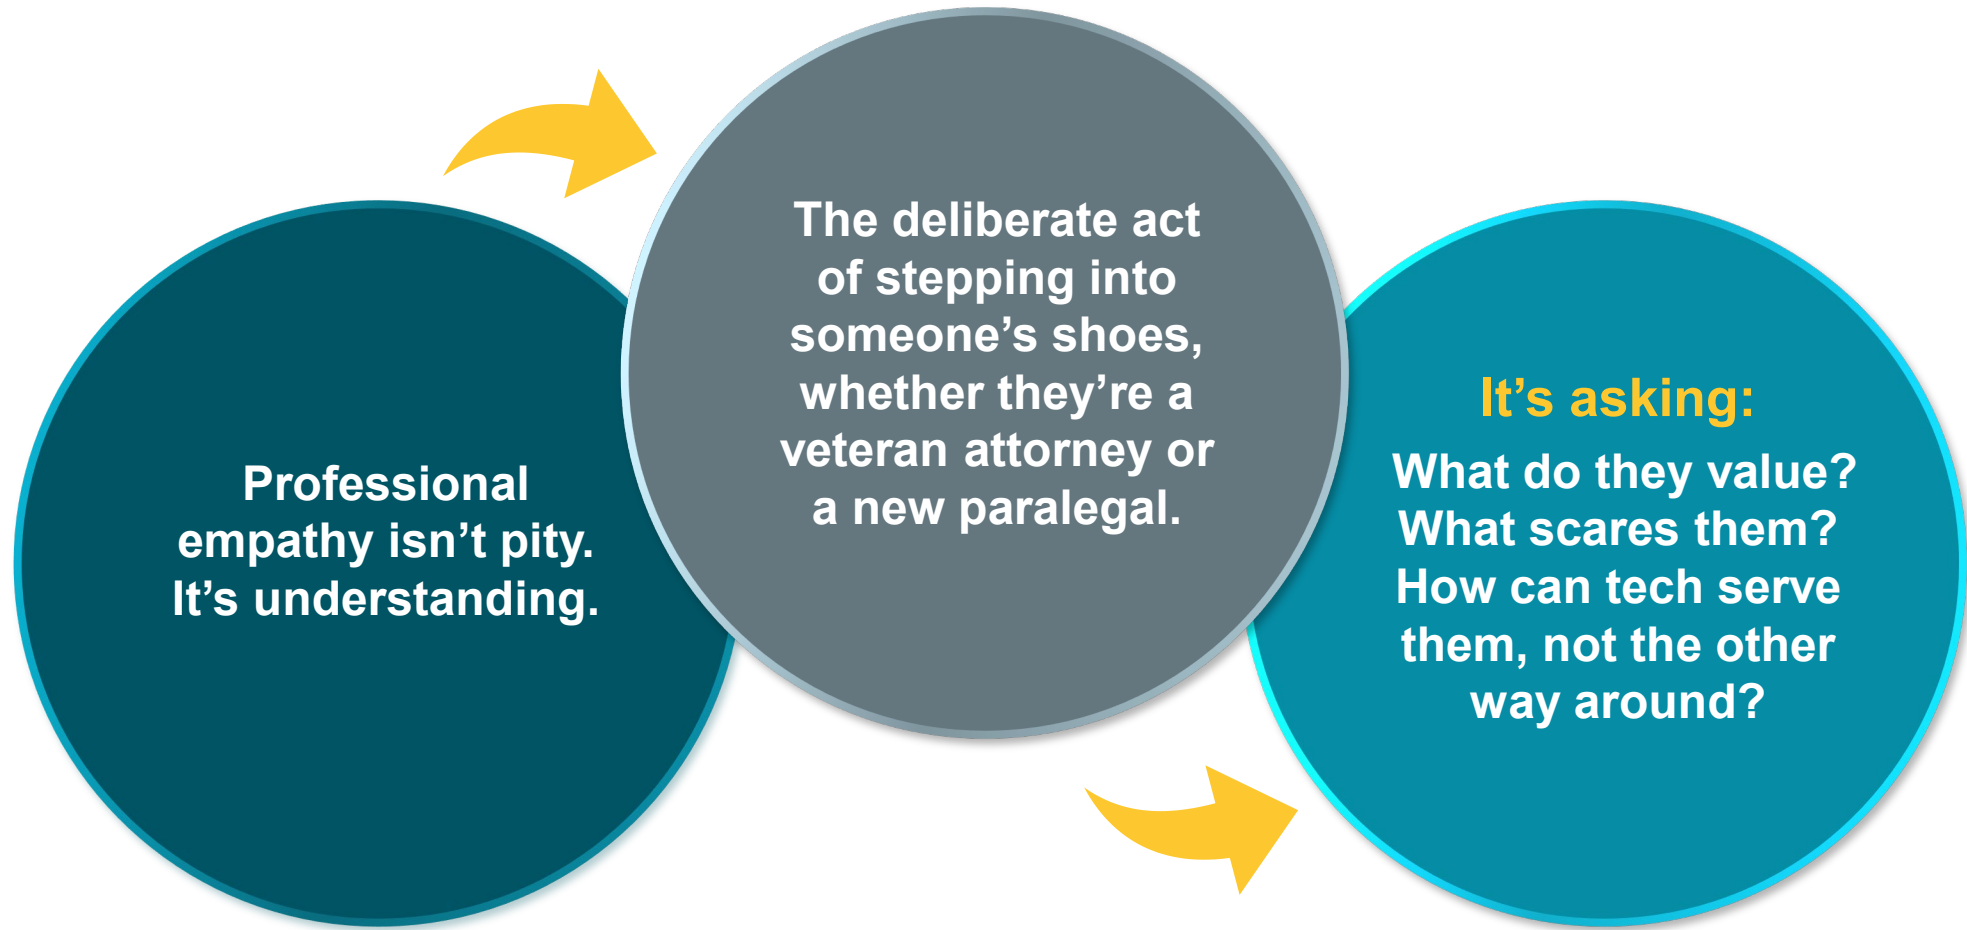 Professional
empathy isn’t pity.
It’s understanding.
The deliberate act
of stepping into
someone’s shoes,
whether they’re a
veteran attorney or
a new paralegal.
It’s asking:
What do they value?
What scares them?
How can tech serve
them, not the other
way around?